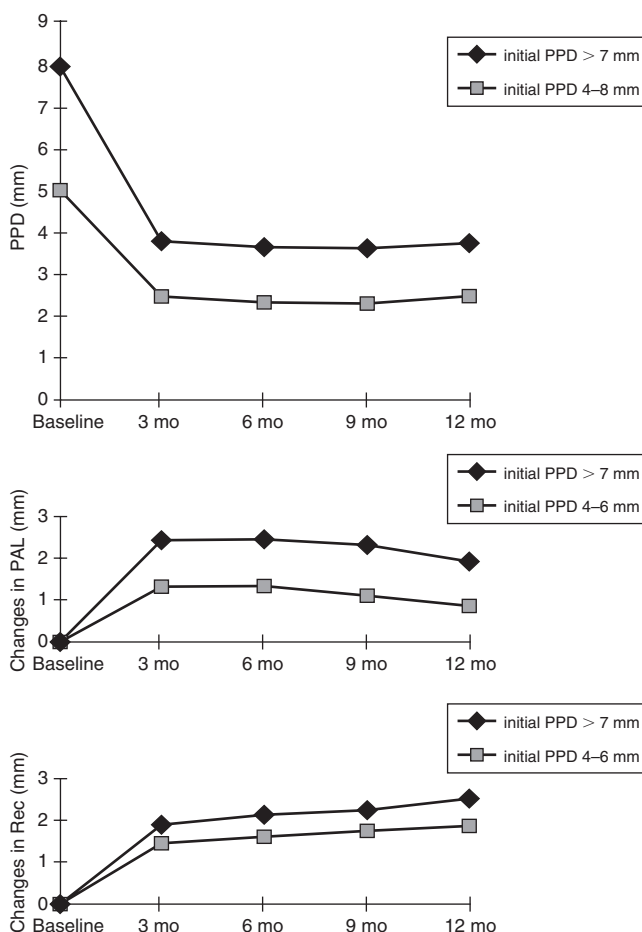 9
8
7
6
5
4
3
2
1
0
PPD (mm)
Baseline 3 mo 6 mo 9 mo 12 mo
initial PPD > 7 mm
initial PPD 4–8 mm
3
2
1
0
Changes in PAL (mm)
Baseline 3 mo 6 mo 9 mo 12 mo
initial PPD > 7 mm
initial PPD 4–6 mm
3
2
1
0
Changes in Rec (mm)
Baseline 3 mo 6 mo 9 mo 12 mo
initial PPD > 7 mm
initial PPD 4–6 mm